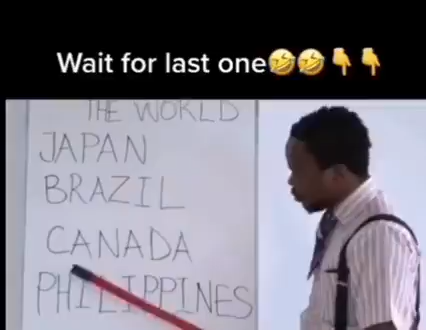 Wait for last one🤣🤣👇👇
THE WORLD
JAPAN
BRAZIL
CANADA
PHILIPPINES